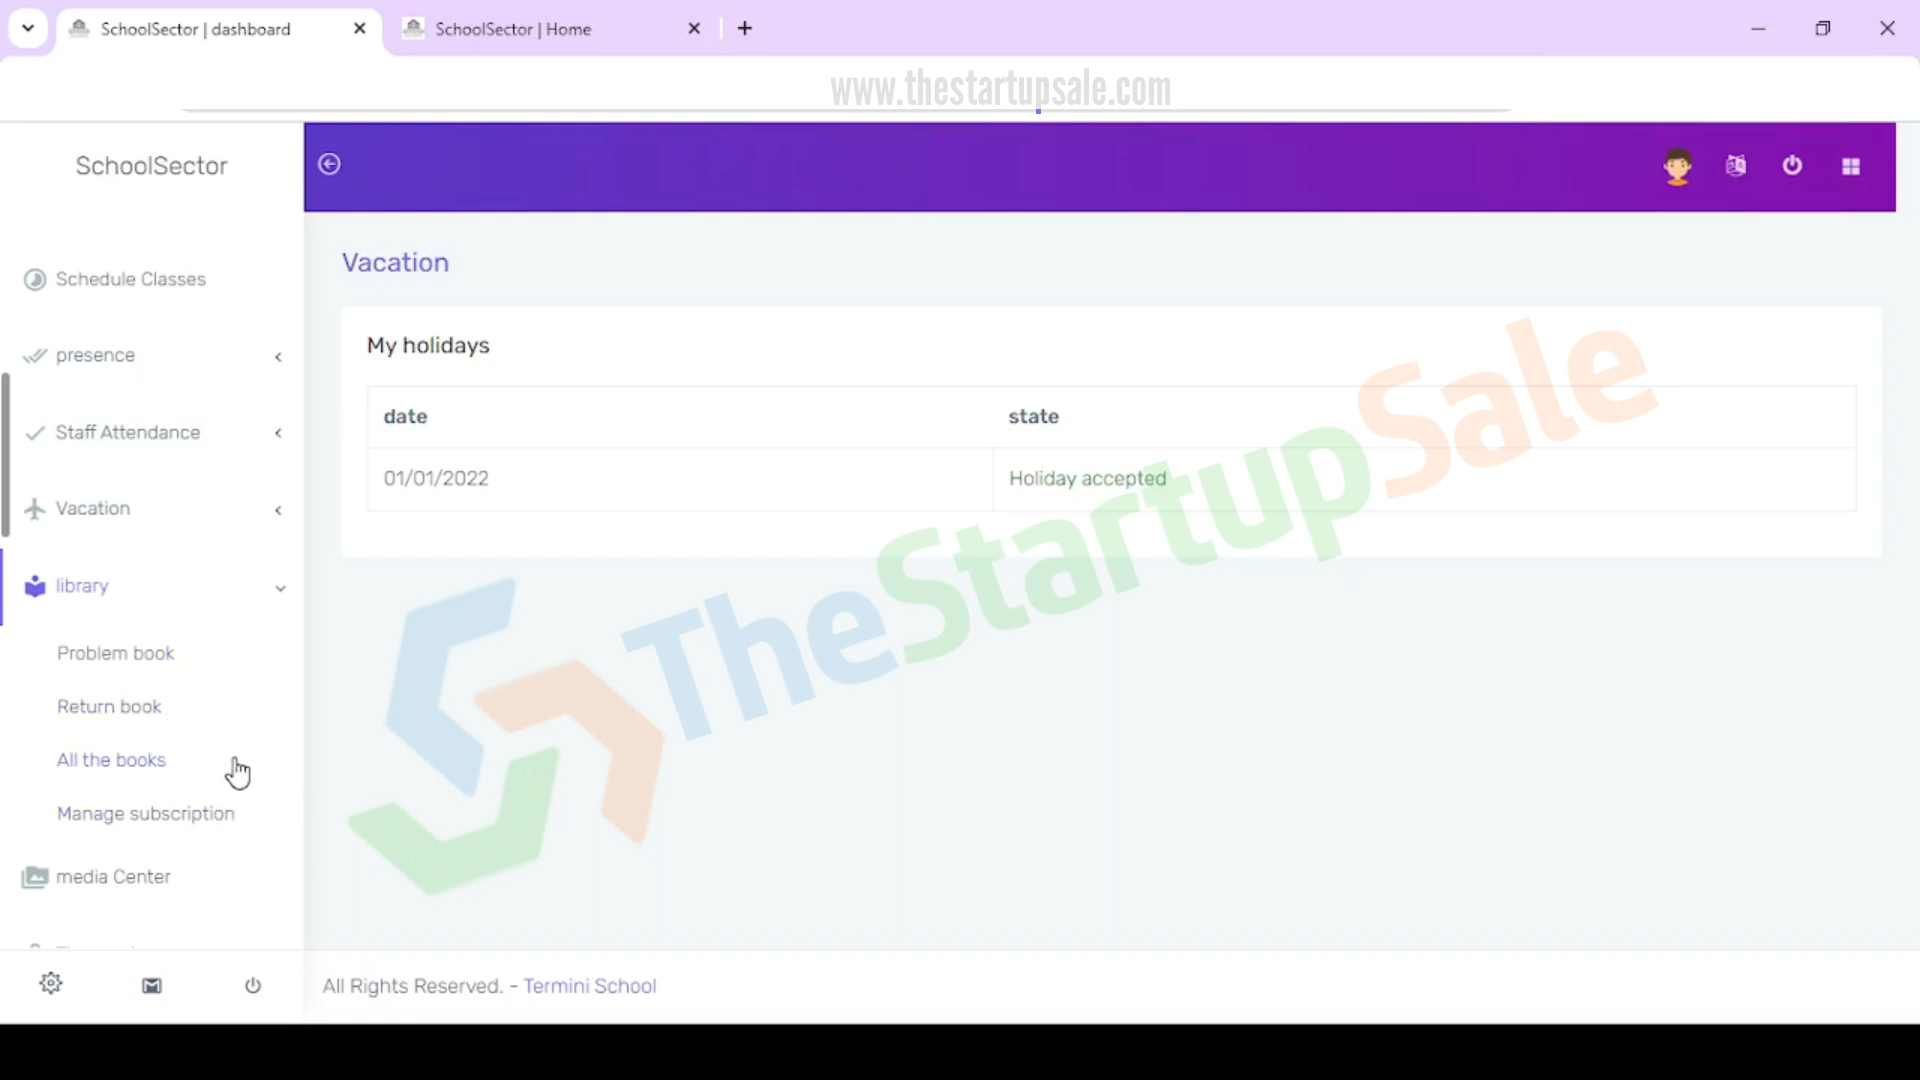 SchoolSector | dashboard
SchoolSector | Home
www.thestartupsale.com
SchoolSector
Schedule Classes
presence
Staff Attendance
Vacation
library
Problem book
Return book
All the books
Manage subscription
media Center
Vacation
My holidays
date state
01/01/2022 Holiday accepted
TheStartupSale
All Rights Reserved. - Termini School